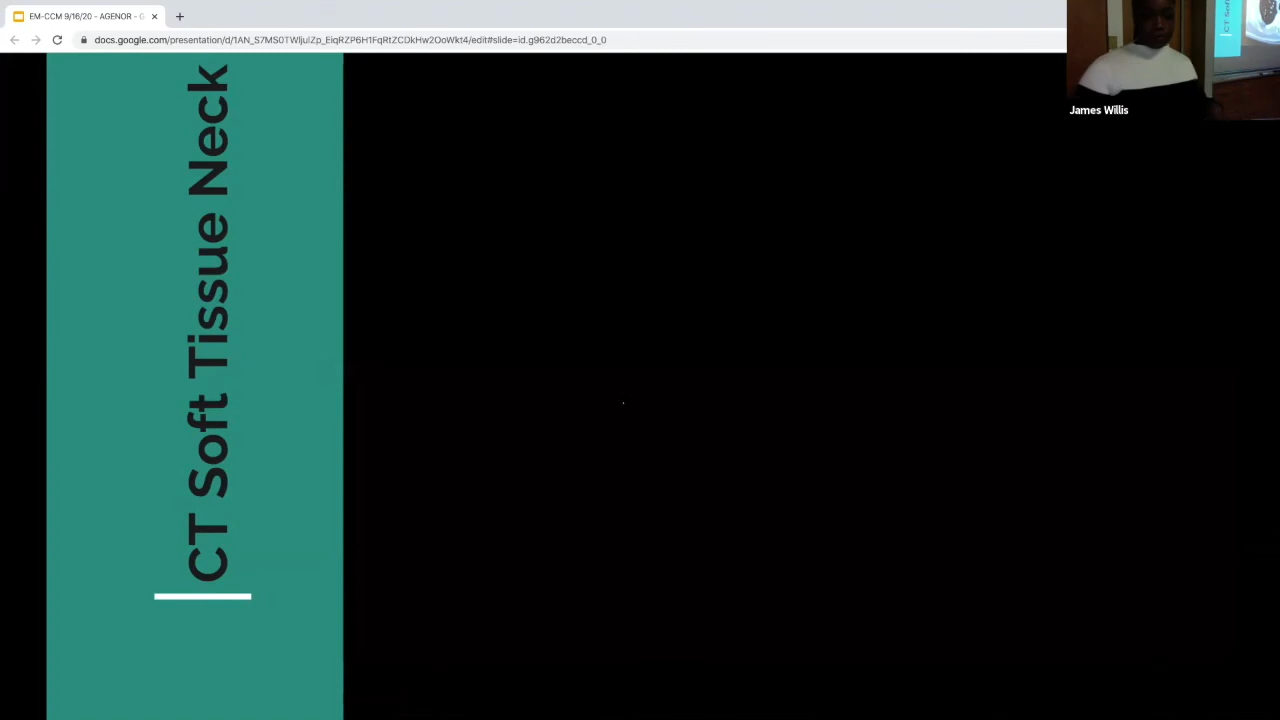 EM-CCM 9/16/20 - AGENOR - G
docs.google.com/presentation/d/1AN_S7MS0TWljulZp_EiqRZP6H1FqRtZCDkHw2OoWkt4/edit#slide=id.g962d2beccd_0_0
James Willis
CT Soft Tissue Neck